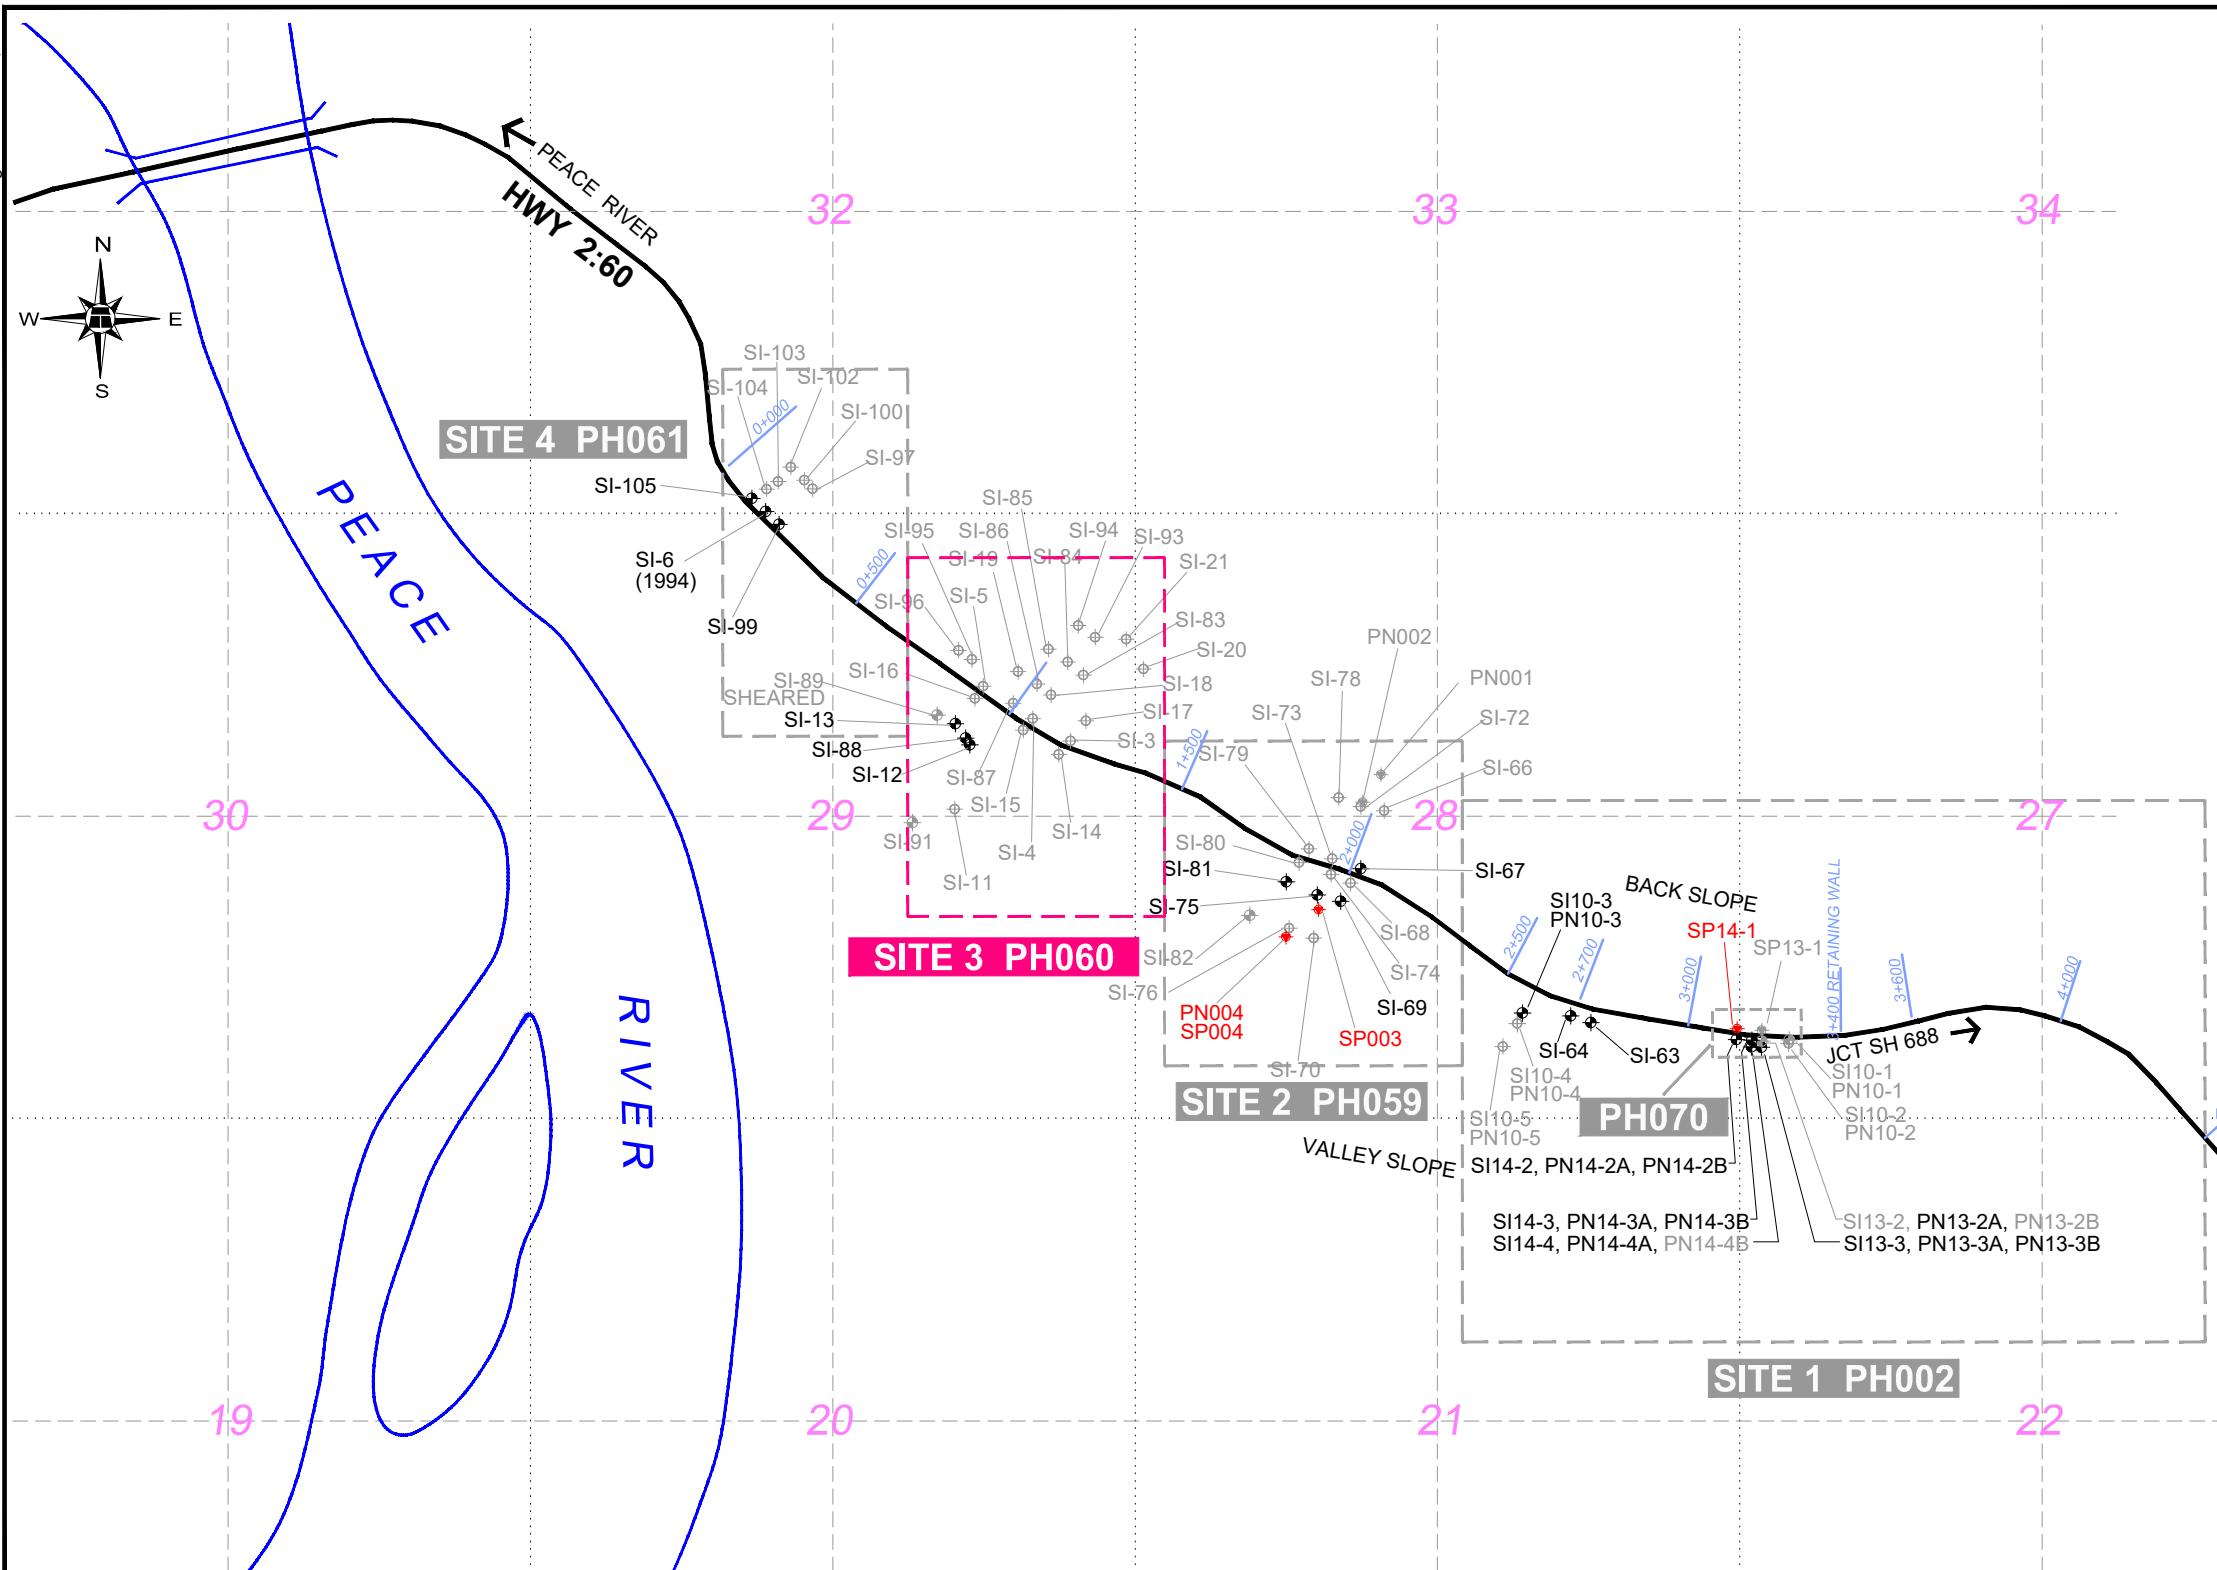 PEACE RIVER
HWY 2:60
32
33
34
N
W
E
S
SI-103
SI-104
SI-102
0+000
SI-100
SITE 4 PH061
SI-97
SI-105
SI-85
SI-95
SI-86
SI-94
SI-93
SI-6
(1994)
SI-19
SI-84
SI-21
0+500
SI-96
SI-5
SI-99
SI-83
SI-20
PN002
SI-16
SI-89
SHEARED
SI-18
SI-78
PN001
SI-13
SI-17
SI-73
SI-72
SI-88
SI-3
1+500
SI-79
SI-12
SI-87
SI-66
SI-15
30
29
28
27
SI-14
SI-91
SI-4
SI-80
2+000
SI-11
SI-81
SI-67
SI-75
BACK SLOPE
SI10-3
PN10-3
3+400 RETAINING WALL
SI-68
SP14-1
SP13-1
SITE 3 PH060
SI-82
SI-74
2+500
2+700
3+000
3+600
4+000
SI-76
SI-69
PN004
SP004
SP003
SI-64
SI-63
JCT SH 688
SI-70
SI10-4
PN10-4
SI10-1
PN10-1
SITE 2 PH059
PH070
SI10-5
PN10-5
SI10-2
PN10-2
VALLEY SLOPE
SI14-2, PN14-2A, PN14-2B
SI14-3, PN14-3A, PN14-3B
SI13-2, PN13-2A, PN13-2B
SI14-4, PN14-4A, PN14-4B
SI13-3, PN13-3A, PN13-3B
SITE 1 PH002
PEACE
RIVER
19
20
21
22